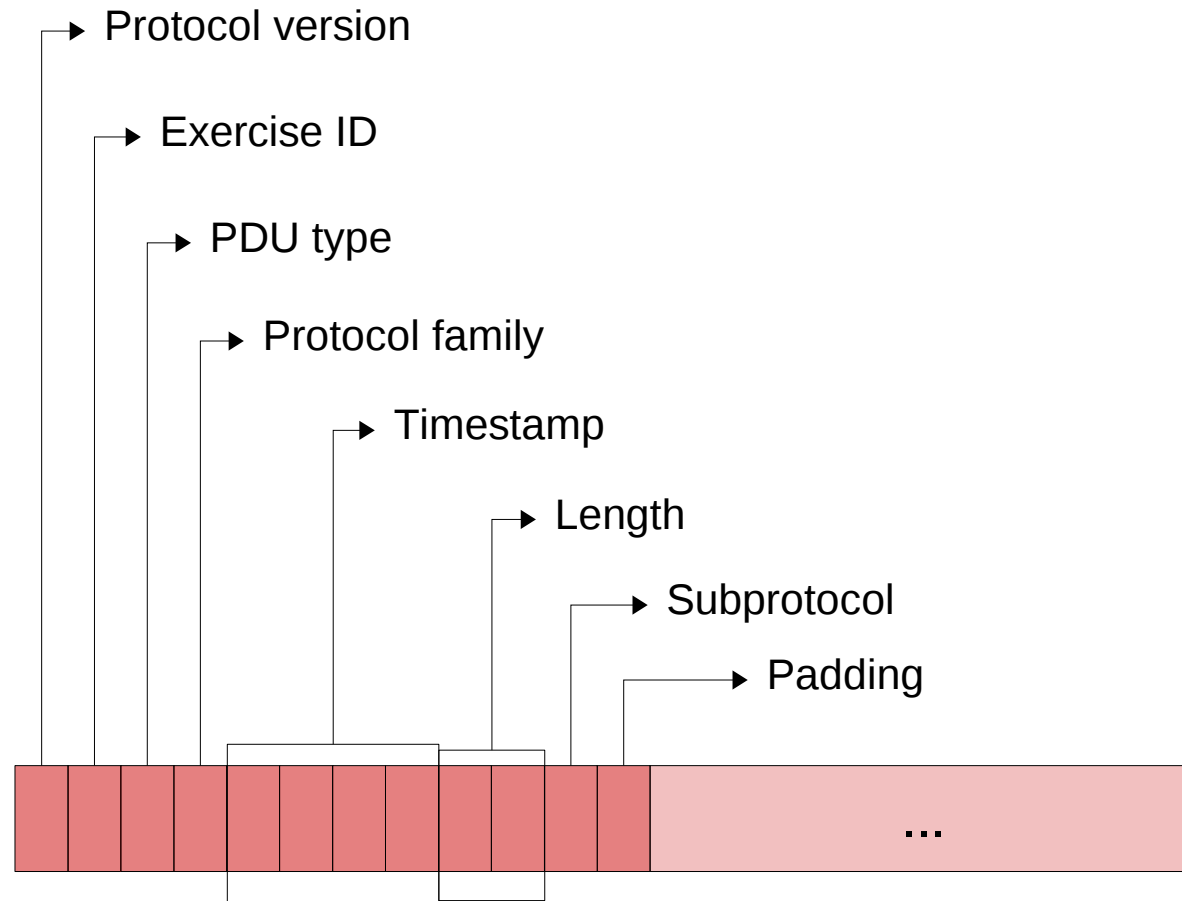 Protocol version
Exercise ID
PDU type
Protocol family
Timestamp
Length
Subprotocol
Padding
...